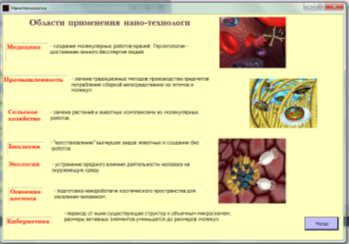 Нанотехнологии
Области применения нано-технологи
Медицина - создание молекулярных роботов-врачей. Геронтология -
достижение личного бессмертия людей.
Промышленность - замена традиционных методов производства предметов
потребления сборкой непосредственно из атомов и
молекул.
Сельское
хозяйство - замена растений и животных комплексами из молекулярных
роботов.
Биология - "восстановление" вымерших видов животных и создание био
роботов.
Экология - устранение вредного влияния деятельности человека на
окружающую среду.
Освоение
космоса - подготовка нанороботами космического пространства для
заселения человеком.
Кибернетика - переход от ныне существующих структур к объемным микросхемам,
размеры активных элементов уменьшатся до размеров молекул.
Назад